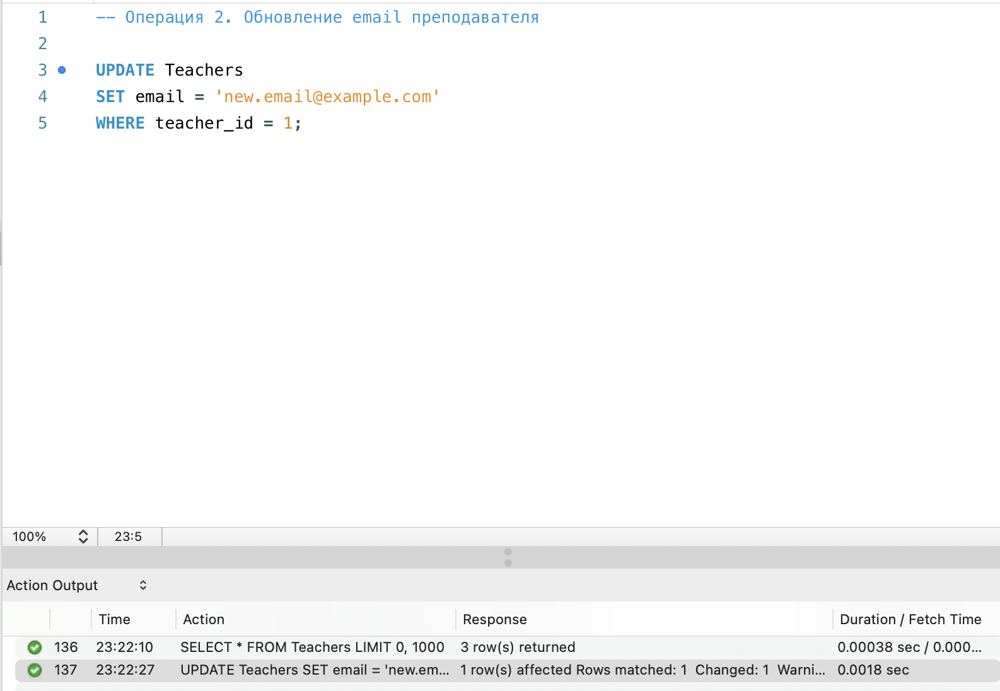 1 -- Операция 2. Обновление email преподавателя
2
3 UPDATE Teachers
4 SET email = 'new.email@example.com'
5 WHERE teacher_id = 1;
100% 23:5
Action Output
Time Action Response Duration / Fetch Time
136 23:22:10 SELECT * FROM Teachers LIMIT 0, 1000 3 row(s) returned 0.00038 sec / 0.000...
137 23:22:27 UPDATE Teachers SET email = 'new.em... 1 row(s) affected Rows matched: 1 Changed: 1 Warni... 0.0018 sec